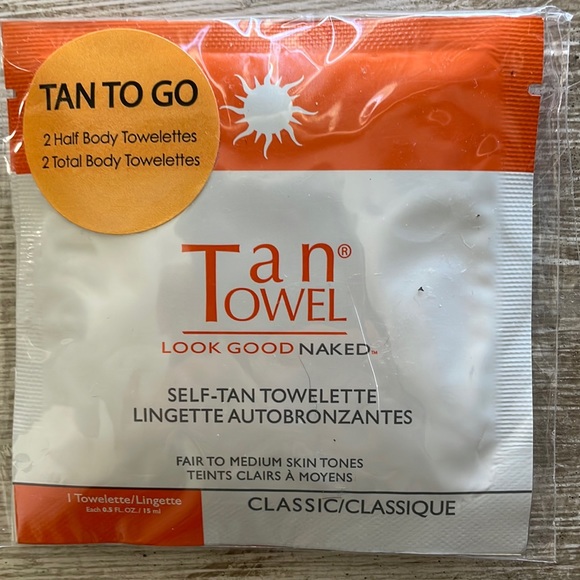 TAN TO GO
2 Half Body Towelettes
2 Total Body Towelettes
Tan®
TOWEL
LOOK GOOD NAKED™
SELF-TAN TOWELETTE
LINGETTE AUTOBRONZANTES
FAIR TO MEDIUM SKIN TONES
TEINTS CLAIRS À MOYENS
1 Towelette/Lingette
Each 0.5 FL. OZ. / 15 ml
CLASSIC/CLASSIQUE